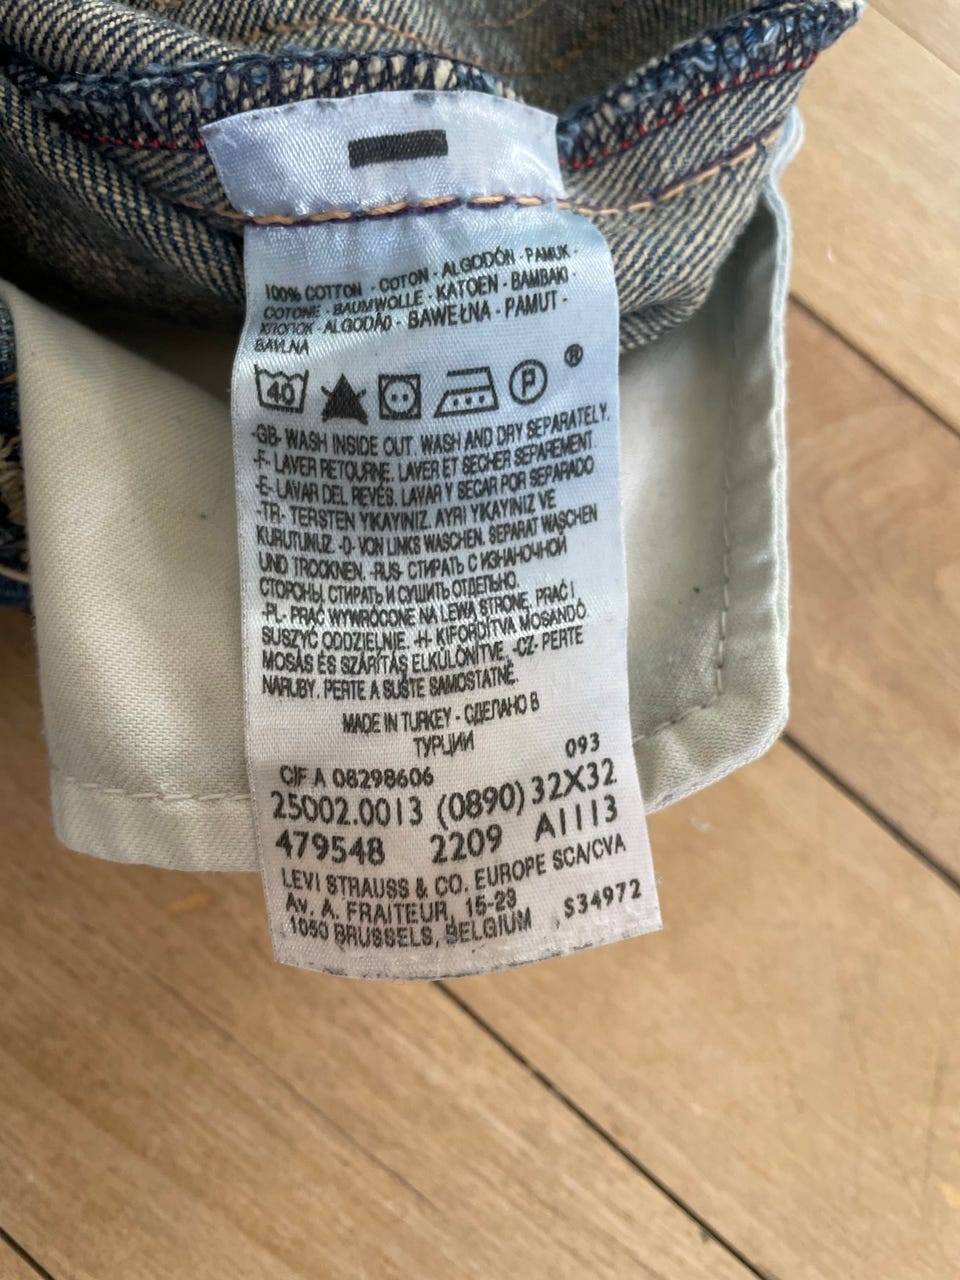 100% COTTON - COTON - ALGODÓN - PAMUK -
COTONE - BAUMWOLLE - KATOEN - BAMBAKI -
ХЛОПОК - ALGODÃO - BAWEŁNA - PAMUT -
BAVLNA
40 P ®
-GB- WASH INSIDE OUT. WASH AND DRY SEPARATELY.
-F- LAVER RETOURNE. LAVER ET SECHER SEPAREMENT
-E- LAVAR DEL REVÉS. LAVAR Y SECAR POR SEPARADO
-TR- TERSTEN YIKAYINIZ. AYRI YIKAYINIZ VE
KURUTUNUZ. -D- VON LINKS WASCHEN. SEPARAT WASCHEN
UND TROCKNEN. -RUS- СТИРАТЬ С ИЗНАНОЧНОЙ
СТОРОНЫ. СТИРАТЬ И СУШИТЬ ОТДЕЛЬНО.
-PL- PRAĆ WYWRÓCONE NA LEWĄ STRONĘ. PRAĆ I
SUSZYĆ ODDZIELNIE. -H- KIFORDÍTVA MOSANDÓ.
MOSÁS ÉS SZÁRÍTÁS ELKÜLÖNÍTVE. -CZ- PERTE
NARUBY. PERTE A SUŠTE SAMOSTATNĚ.
MADE IN TURKEY - СДЕЛАНО В
ТУРЦИИ
093
C/F A 08298606
25002.0013 (0890) 32X32
479548 2209 A1113
LEVI STRAUSS & CO. EUROPE SCA/CVA
Av. A. FRAITEUR, 15-23
1050 BRUSSELS, BELGIUM S34972